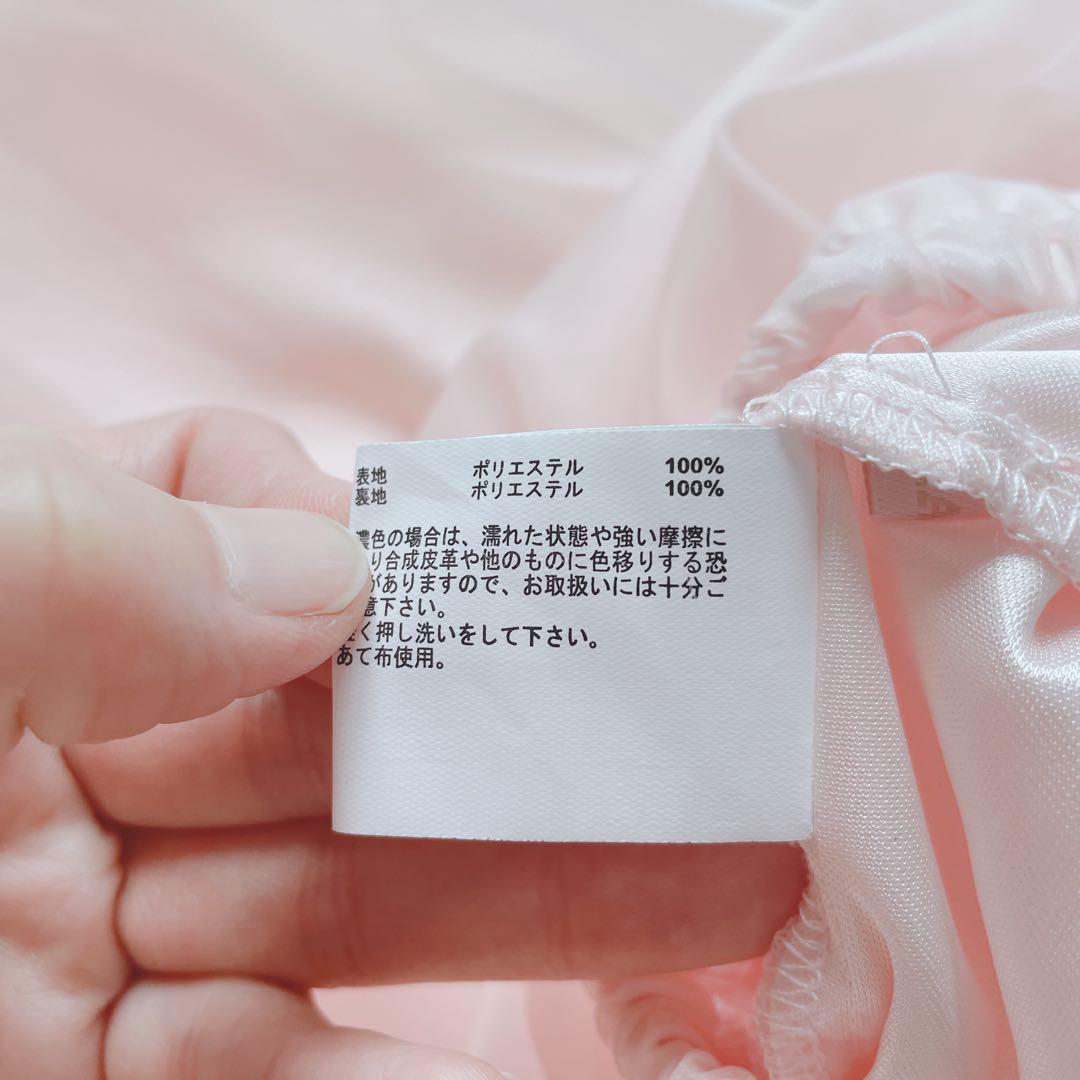 表地 ポリエステル 100%
裏地 ポリエステル 100%
濃色の場合は、濡れた状態や強い摩擦に
り合成皮革や他のものに色移りする恐
がありますので、お取扱いには十分ご
意下さい。
く押し洗いをして下さい。
あて布使用。